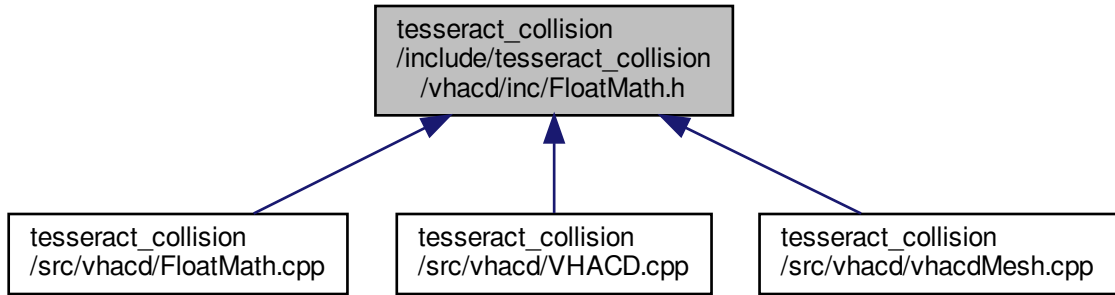 tesseract_collision
/include/tesseract_collision
/vhacd/inc/FloatMath.h
tesseract_collision
/src/vhacd/FloatMath.cpp
tesseract_collision
/src/vhacd/VHACD.cpp
tesseract_collision
/src/vhacd/vhacdMesh.cpp